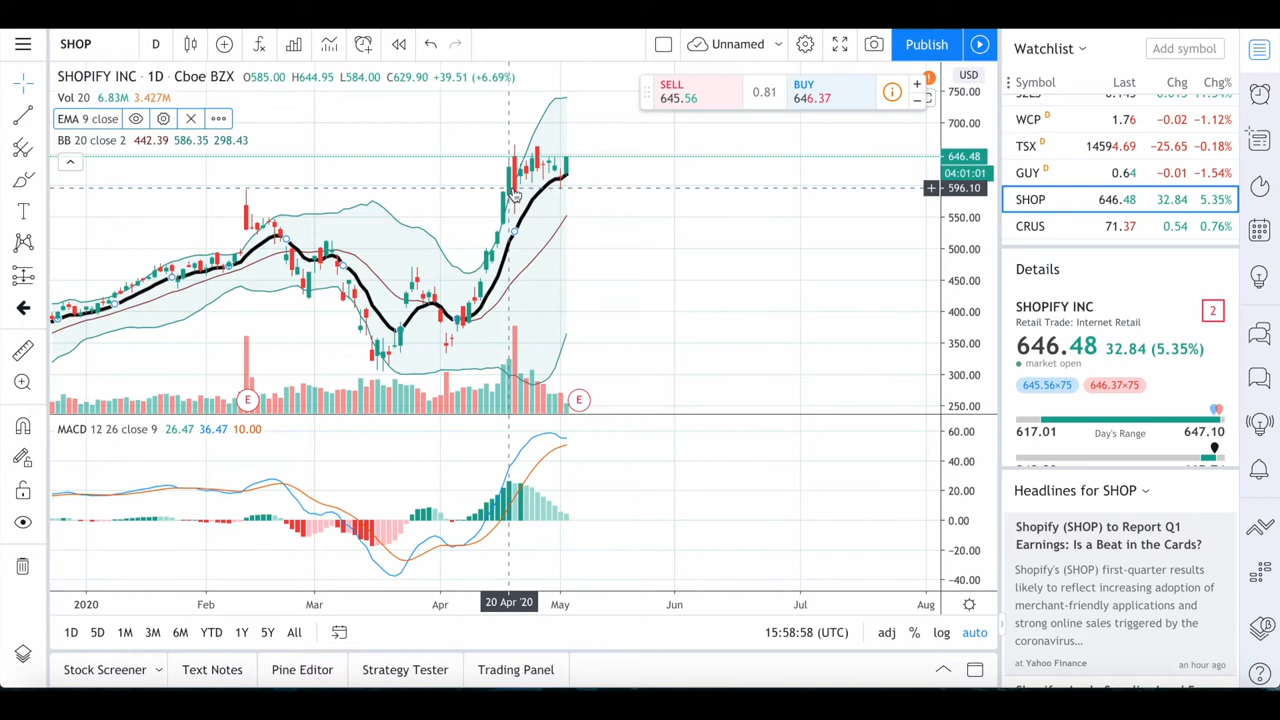 SHOP
D
Unnamed
Publish
SHOPIFY INC · 1D · Cboe BZX O585.00 H644.95 L584.00 C629.90 +39.51 (+6.69%)
Vol 20 6.83M 3.427M
EMA 9 close
BB 20 close 2 442.39 586.35 298.43
SELL
645.56
0.81
BUY
646.37
USD
750.00
700.00
646.48
04:01:01
596.10
550.00
500.00
450.00
400.00
350.00
300.00
250.00
E
E
MACD 12 26 close 9 26.47 36.47 10.00
60.00
40.00
20.00
0.00
−20.00
−40.00
2020
Feb
Mar
Apr
20 Apr '20
May
Jun
Jul
Aug
1D 5D 1M 3M 6M YTD 1Y 5Y All
15:58:58 (UTC)
adj % log auto
Stock Screener
Text Notes
Pine Editor
Strategy Tester
Trading Panel
Watchlist
Add symbol
Symbol Last Chg Chg%
WCP D 1.76 −0.02 −1.12%
TSX D 14594.69 −25.65 −0.18%
GUY D 0.64 −0.01 −1.54%
SHOP 646.48 32.84 5.35%
CRUS 71.37 0.54 0.76%
Details
SHOPIFY INC
2
Retail Trade: Internet Retail
646.48 32.84 (5.35%)
market open
645.56×75 646.37×75
617.01 Day's Range 647.10
Headlines for SHOP
Shopify (SHOP) to Report Q1
Earnings: Is a Beat in the Cards?
Shopify's (SHOP) first-quarter results
likely to reflect increasing adoption of
merchant-friendly applications and
strong online sales triggered by the
coronavirus...
at Yahoo Finance an hour ago